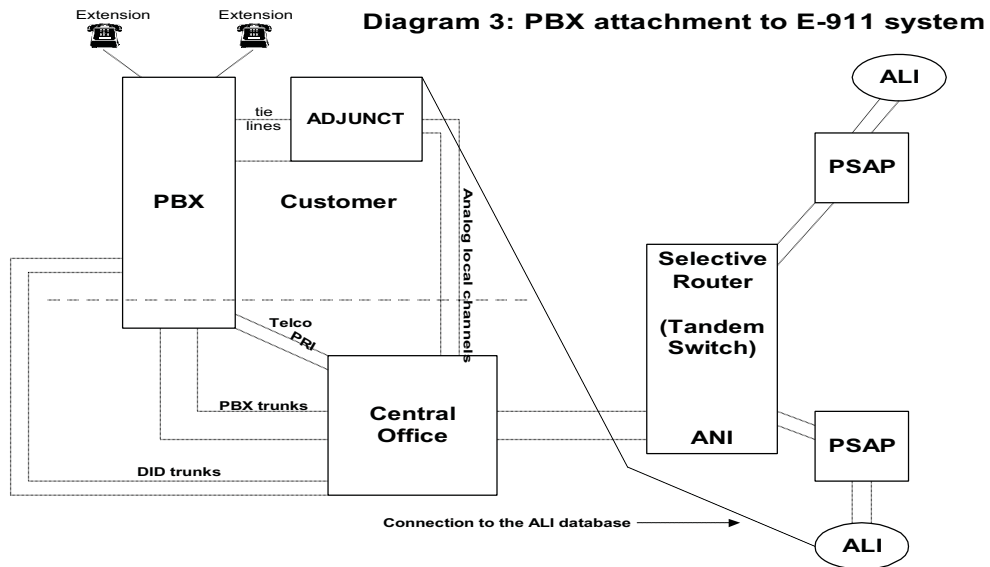 Diagram 3: PBX attachment to E-911 system
Extension
Extension
ALI
tie
lines
ADJUNCT
PSAP
PBX
Customer
Analog local channels
Selective
Router
(Tandem
Switch)
Telco
PRI
PBX trunks
Central
Office
ANI
PSAP
DID trunks
Connection to the ALI database
ALI